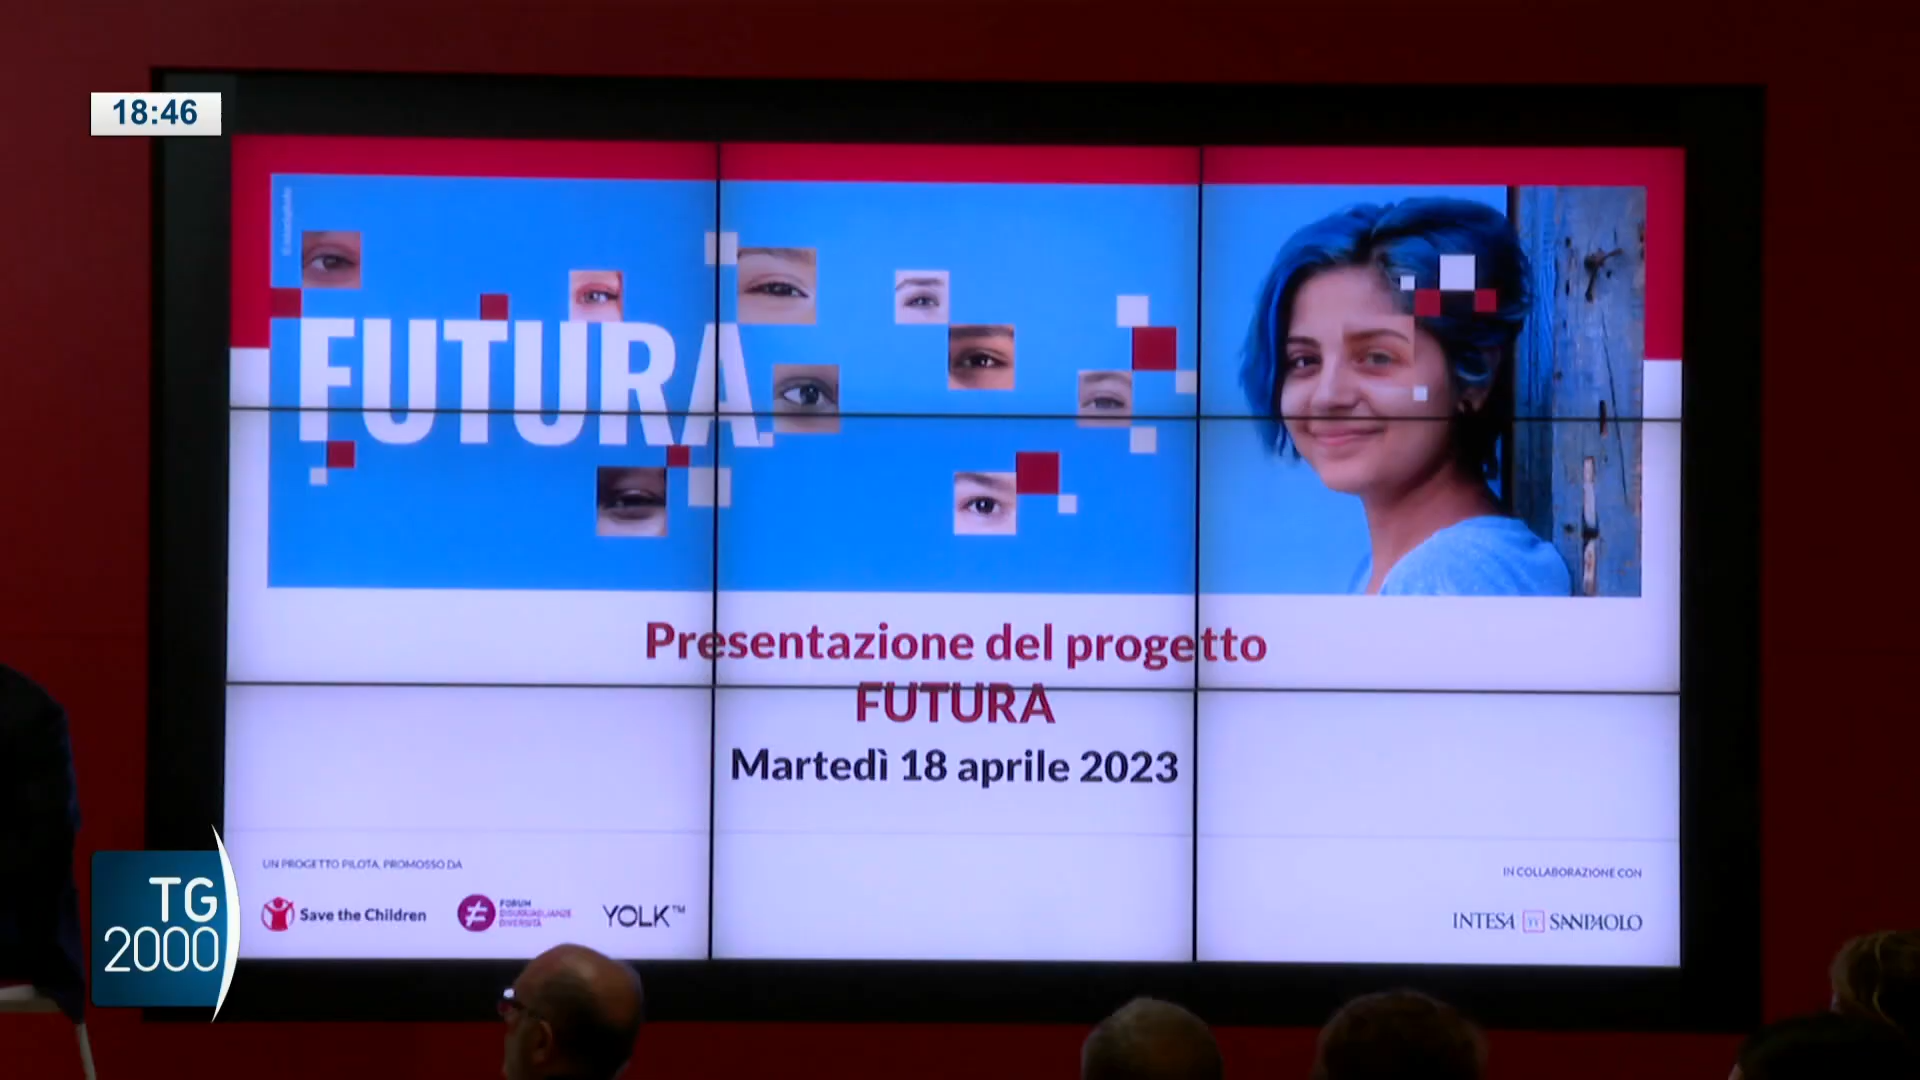 18:46
FUTURA
Presentazione del progetto
FUTURA
Martedì 18 aprile 2023
UN PROGETTO PILOTA, PROMOSSO DA
Save the Children
FORUM
DISUGUAGLIANZE
DIVERSITÀ
YOLK™
IN COLLABORAZIONE CON
INTESA SANPAOLO
TG
2000